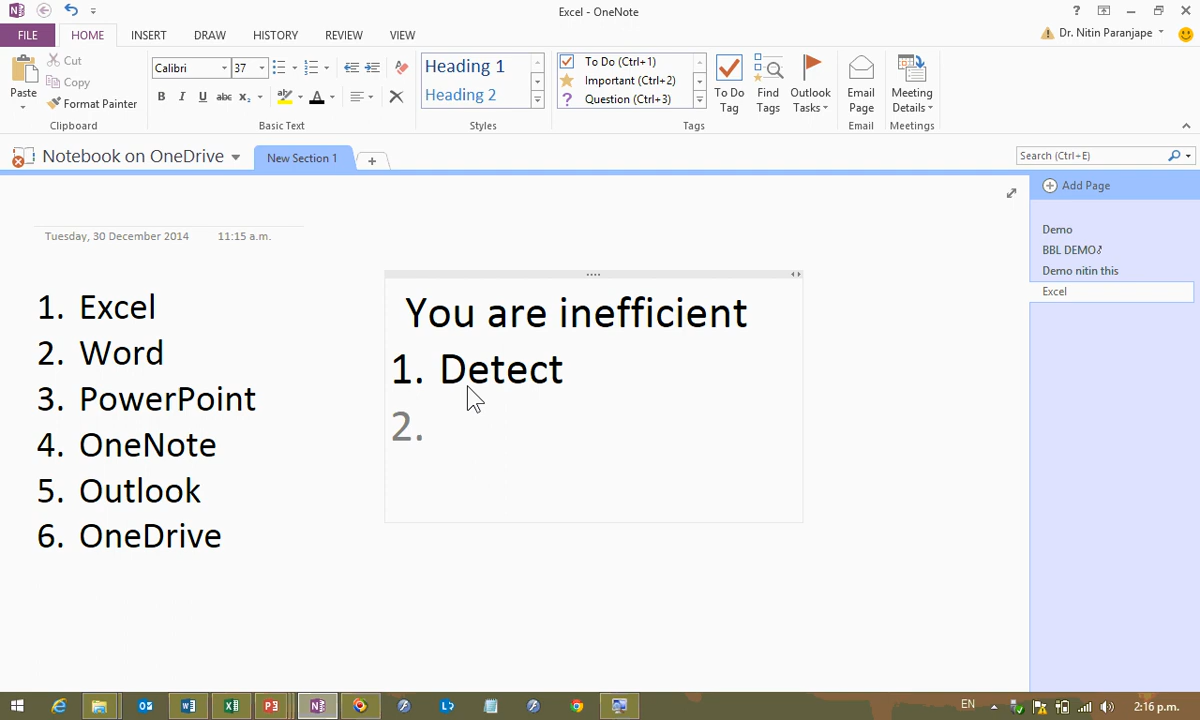 Excel - OneNote
?
FILE
HOME
INSERT
DRAW
HISTORY
REVIEW
VIEW
Dr. Nitin Paranjape
Paste
Cut
Copy
Format Painter
Clipboard
Calibri
37
B I U abc X₂
A
Basic Text
Heading 1
Heading 2
Styles
To Do (Ctrl+1)
Important (Ctrl+2)
? Question (Ctrl+3)
To Do
Tag
Find
Tags
Outlook
Tasks
Tags
Email
Page
Email
Meeting
Details
Meetings
Notebook on OneDrive
New Section 1
+
Search (Ctrl+E)
Add Page
Demo
BBL DEMO
Demo nitin this
Excel
Tuesday, 30 December 2014
11:15 a.m.
1. Excel
2. Word
3. PowerPoint
4. OneNote
5. Outlook
6. OneDrive
You are inefficient
1. Detect
2.
EN
2:16 p.m.